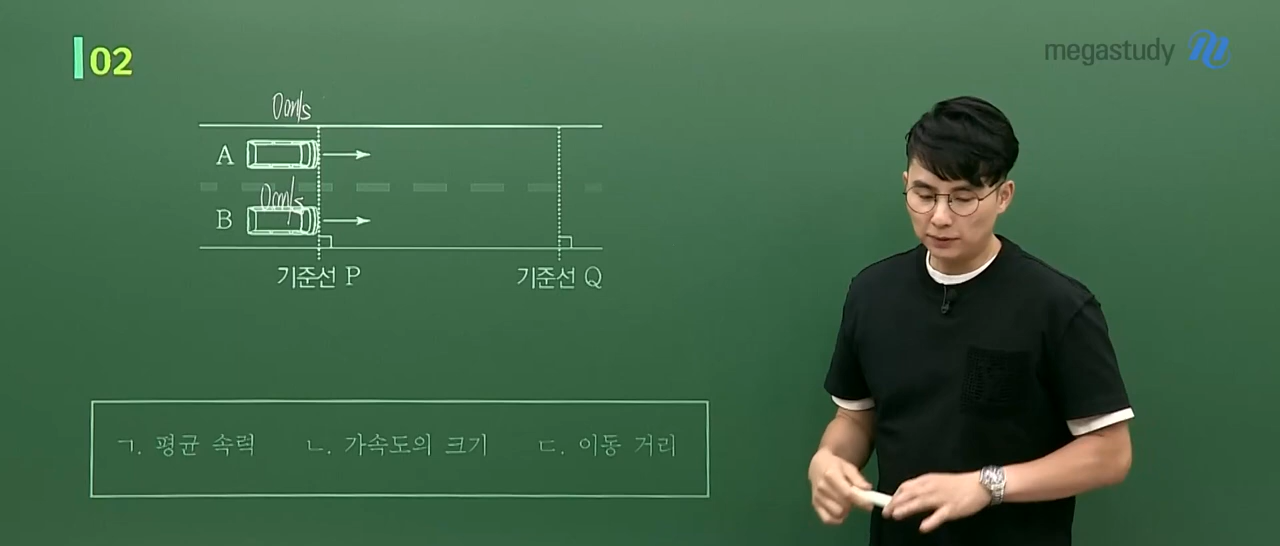 02
megastudy
0m/s
A
0m/s
B
기준선 P 기준선 Q
ㄱ. 평균 속력 ㄴ. 가속도의 크기 ㄷ. 이동 거리